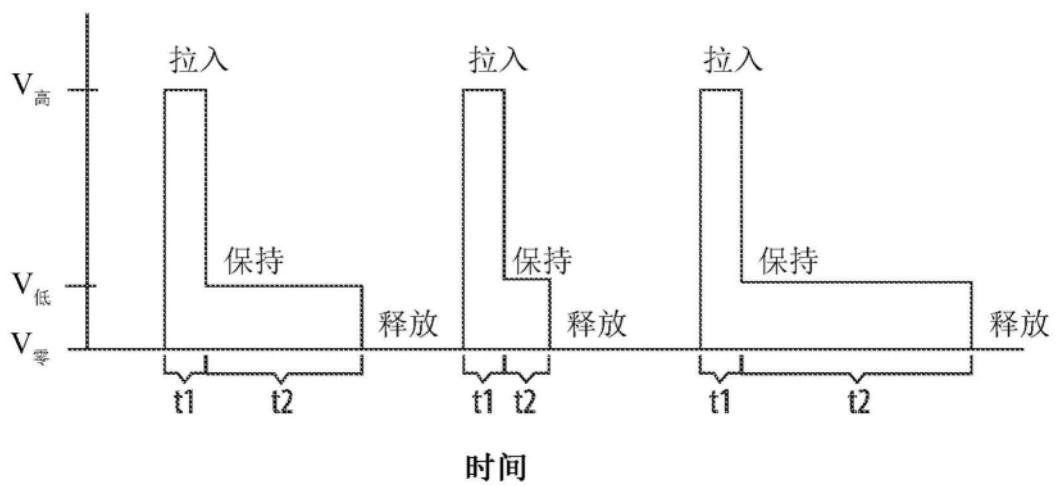 拉入 拉入 拉入
V高
保持 保持 保持
V低
释放 释放 释放
V零
t1 t2 t1 t2 t1 t2
时间